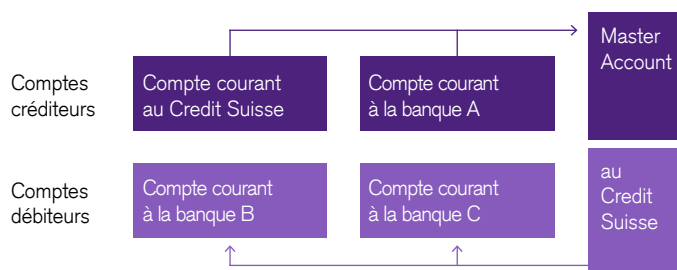 Master
Account
Comptes
créditeurs
Compte courant
au Credit Suisse
Compte courant
à la banque A
Comptes
débiteurs
Compte courant
à la banque B
Compte courant
à la banque C
au
Credit
Suisse